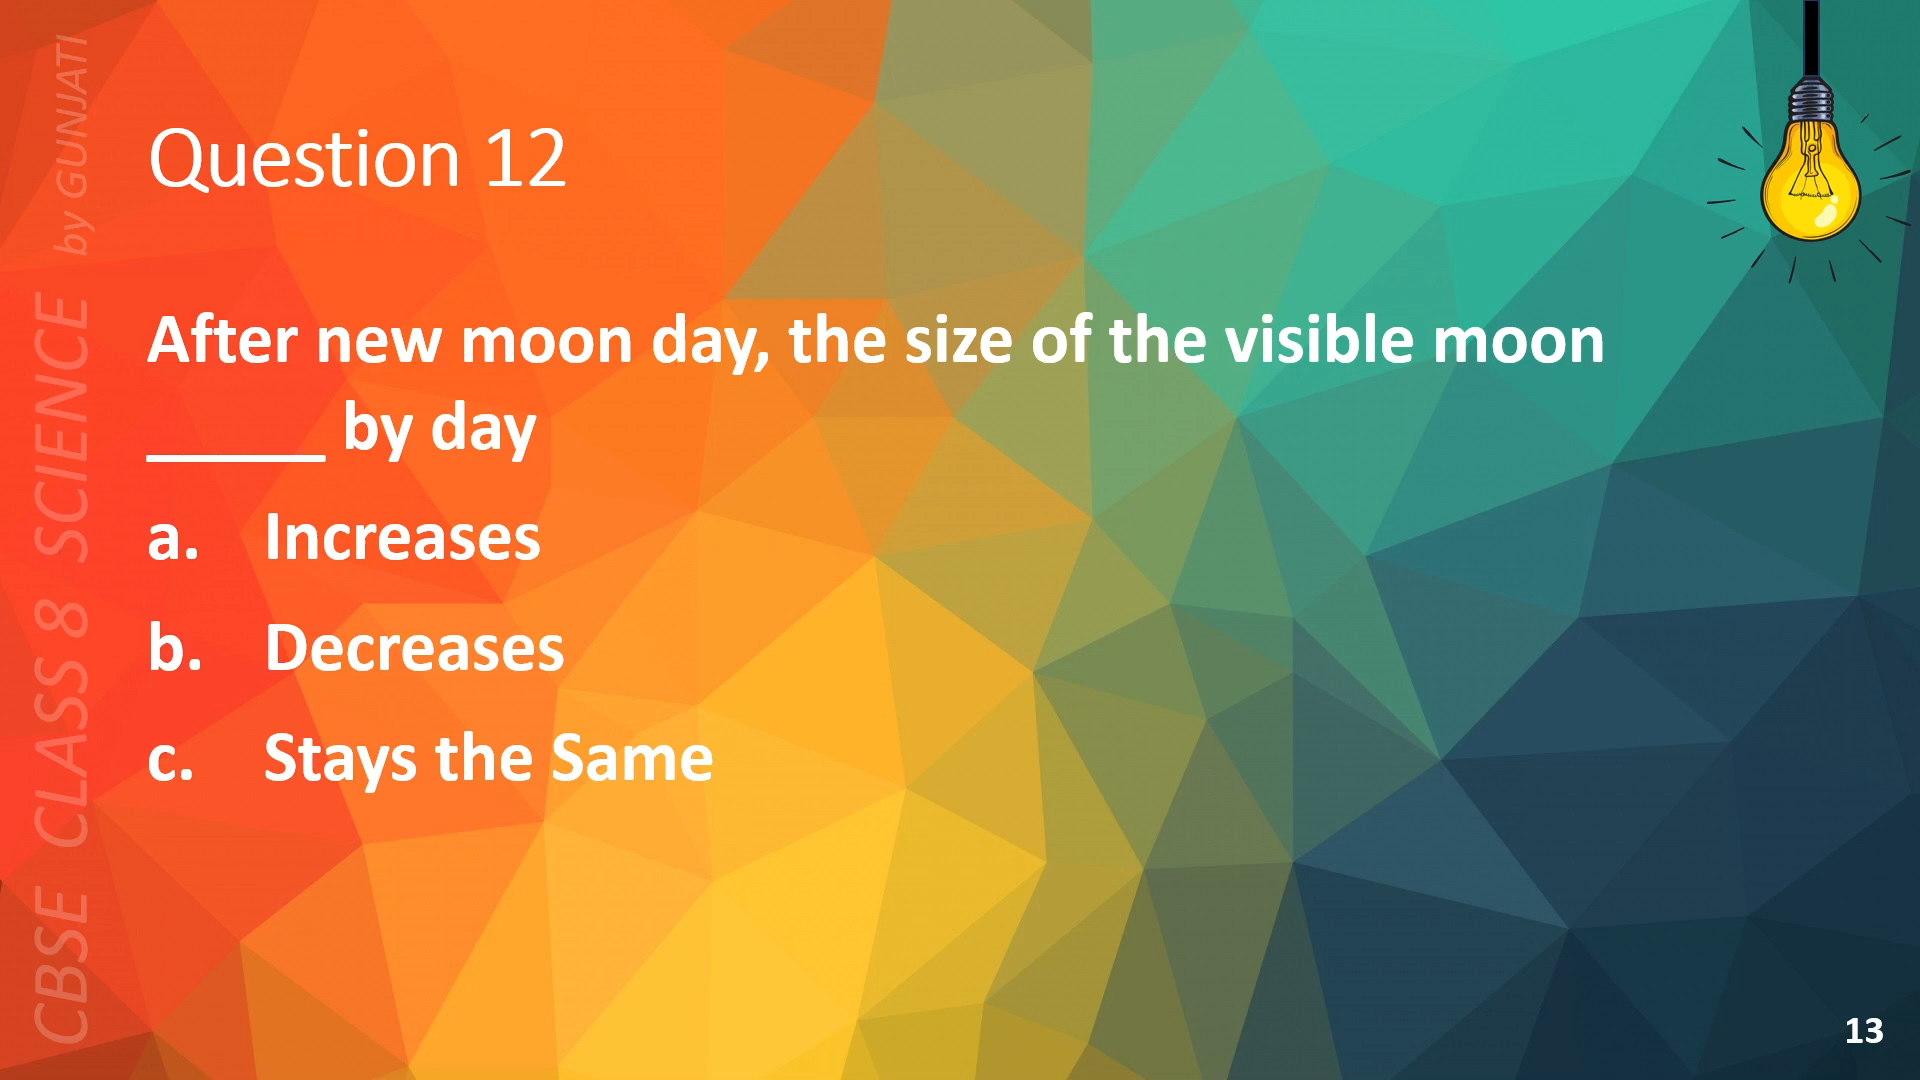 Question 12
After new moon day, the size of the visible moon
______ by day
a. Increases
b. Decreases
c. Stays the Same
CBSE CLASS 8 SCIENCE by GUNJATI
13